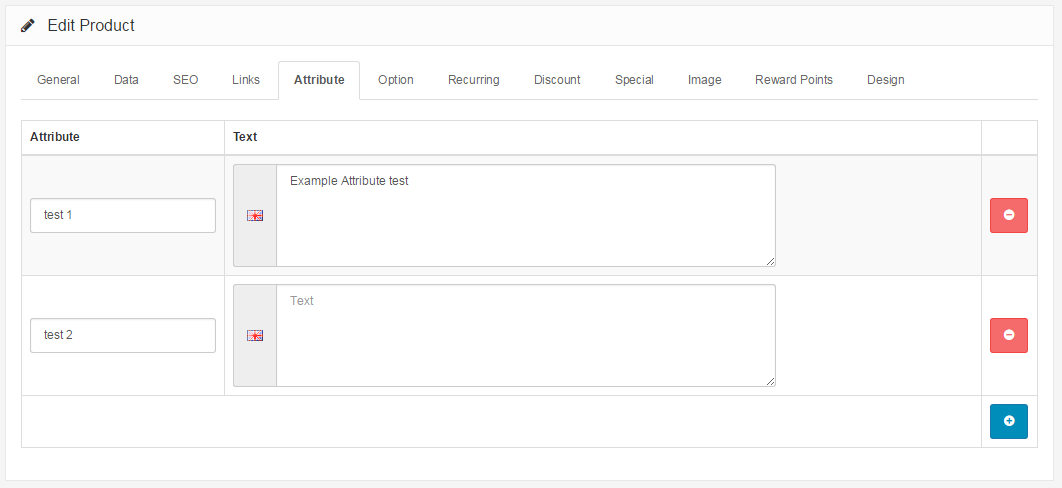 Edit Product
General Data SEO Links Attribute Option Recurring Discount Special Image Reward Points Design
Attribute Text
Example Attribute test
test 1
Text
test 2